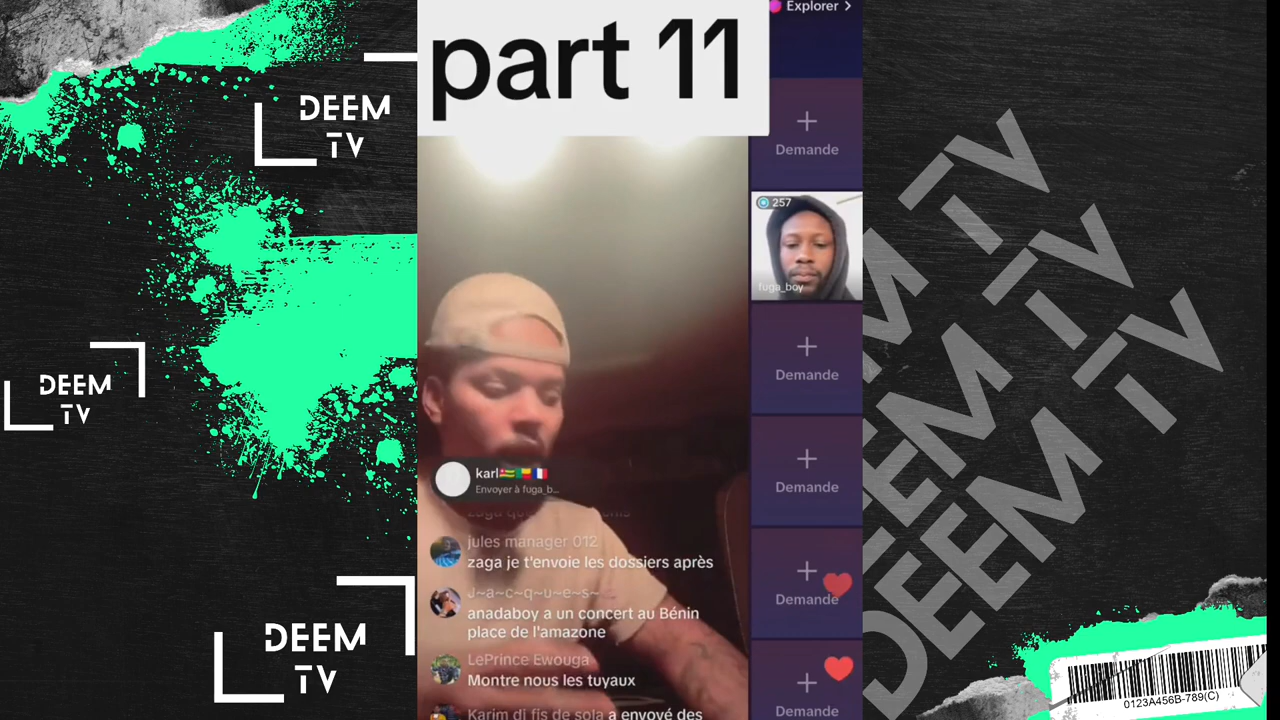 part 11
Explorer
DEEM
TV
DEEM
TV
DEEM
TV
Demande
257
fuga_boy
Demande
Demande
Demande
Demande
karl
Envoyer à fuga_b...
jules manager 012
zaga je t'envoie les dossiers après
J~a~c~q~u~e~s~
anadaboy a un concert au Bénin
place de l'amazone
LePrince Ewouga
Montre nous les tuyaux
Karim di fis de sola a envoyé des
TV
EM TV
DEEM TV
DEEM TV
0123A456B-789(C)